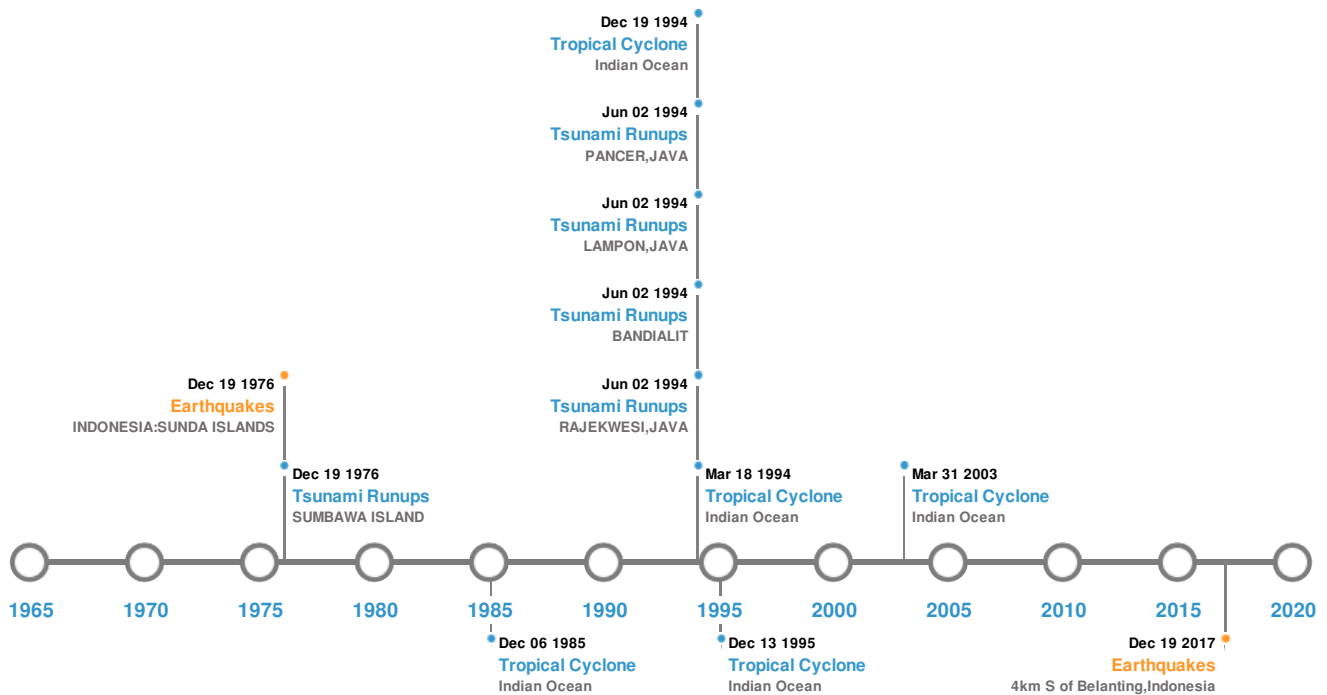 Dec 19 1994
Tropical Cyclone
Indian Ocean
Jun 02 1994
Tsunami Runups
PANCER,JAVA
Jun 02 1994
Tsunami Runups
LAMPON,JAVA
Jun 02 1994
Tsunami Runups
BANDIALIT
Dec 19 1976
Earthquakes
INDONESIA:SUNDA ISLANDS
Jun 02 1994
Tsunami Runups
RAJEKWESI,JAVA
Dec 19 1976
Tsunami Runups
SUMBAWA ISLAND
Mar 18 1994
Tropical Cyclone
Indian Ocean
Mar 31 2003
Tropical Cyclone
Indian Ocean
1965 1970 1975 1980 1985 1990 1995 2000 2005 2010 2015 2020
Dec 06 1985
Tropical Cyclone
Indian Ocean
Dec 13 1995
Tropical Cyclone
Indian Ocean
Dec 19 2017
Earthquakes
4km S of Belanting,Indonesia